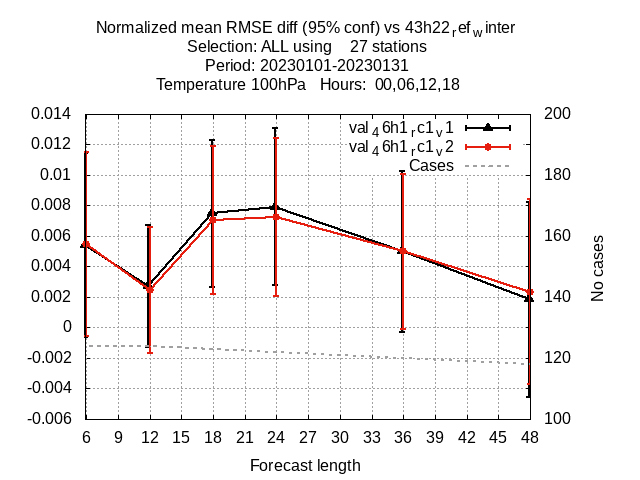 Normalized mean RMSE diff (95% conf) vs 43h22refwinter
Selection: ALL using    27 stations
Period: 20230101-20230131
Temperature 100hPa   Hours:  00,06,12,18
0.014 200
val46h1rc1v1
0.012
val46h1rc1v2
Cases
0.01 180
0.008
0.006 160
0.004
0.002 140
0
-0.002 120
-0.004
-0.006 100
No cases
6 9 12 15 18 21 24 27 30 33 36 39 42 45 48
Forecast length